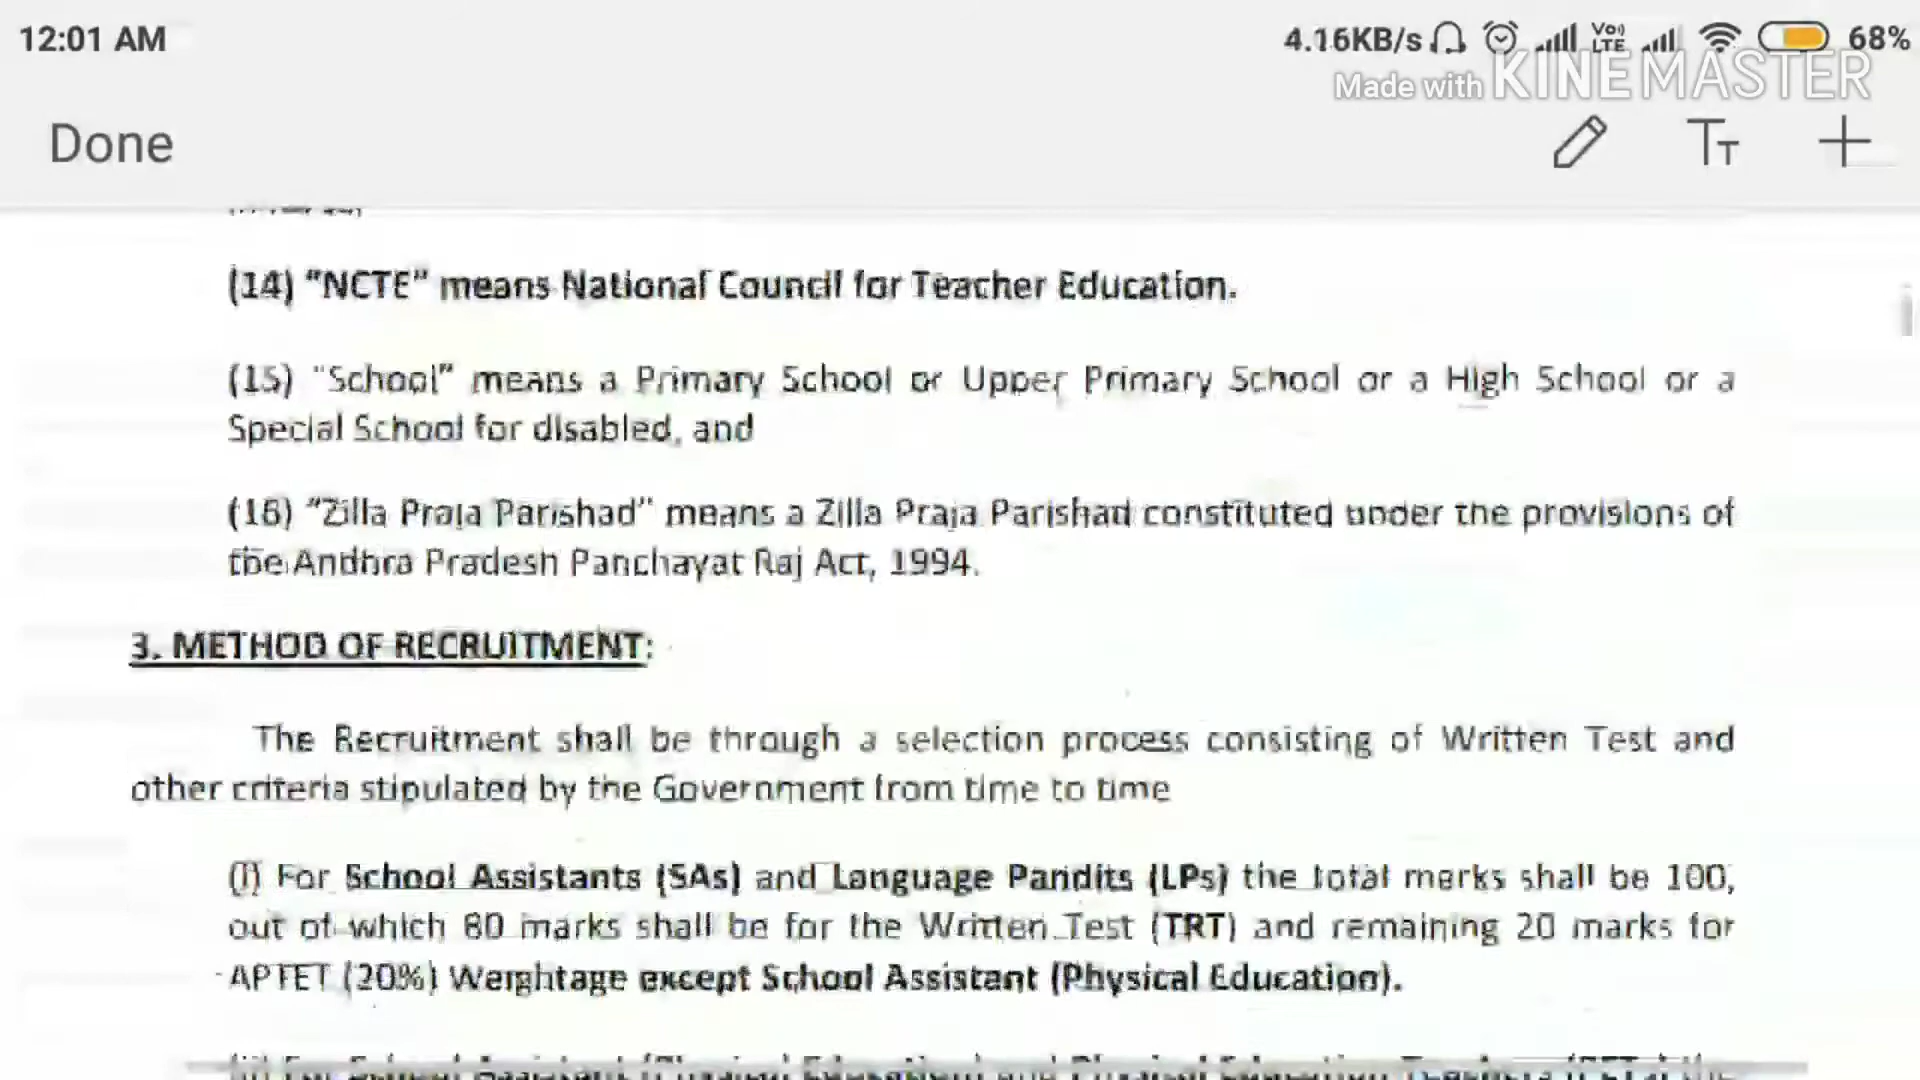 12:01 AM 4.16KB/s Vo) LTE 68%
Made with KINEMASTER
Done TT
(14) "NCTE" means National Council for Teacher Education.
(15) "School" means a Primary School or Upper Primary School or a High School or a
Special School for disabled, and
(16) "Zilla Praja Parishad" means a Zilla Praja Parishad constituted under the provisions of
the Andhra Pradesh Panchayat Raj Act, 1994.
3. METHOD OF RECRUITMENT:
The Recruitment shall be through a selection process consisting of Written Test and
other criteria stipulated by the Government from time to time
(i) For School Assistants (SAs) and Language Pandits (LPs) the total marks shall be 100,
out of which 80 marks shall be for the Written Test (TRT) and remaining 20 marks for
APTET (20%) Weightage except School Assistant (Physical Education).